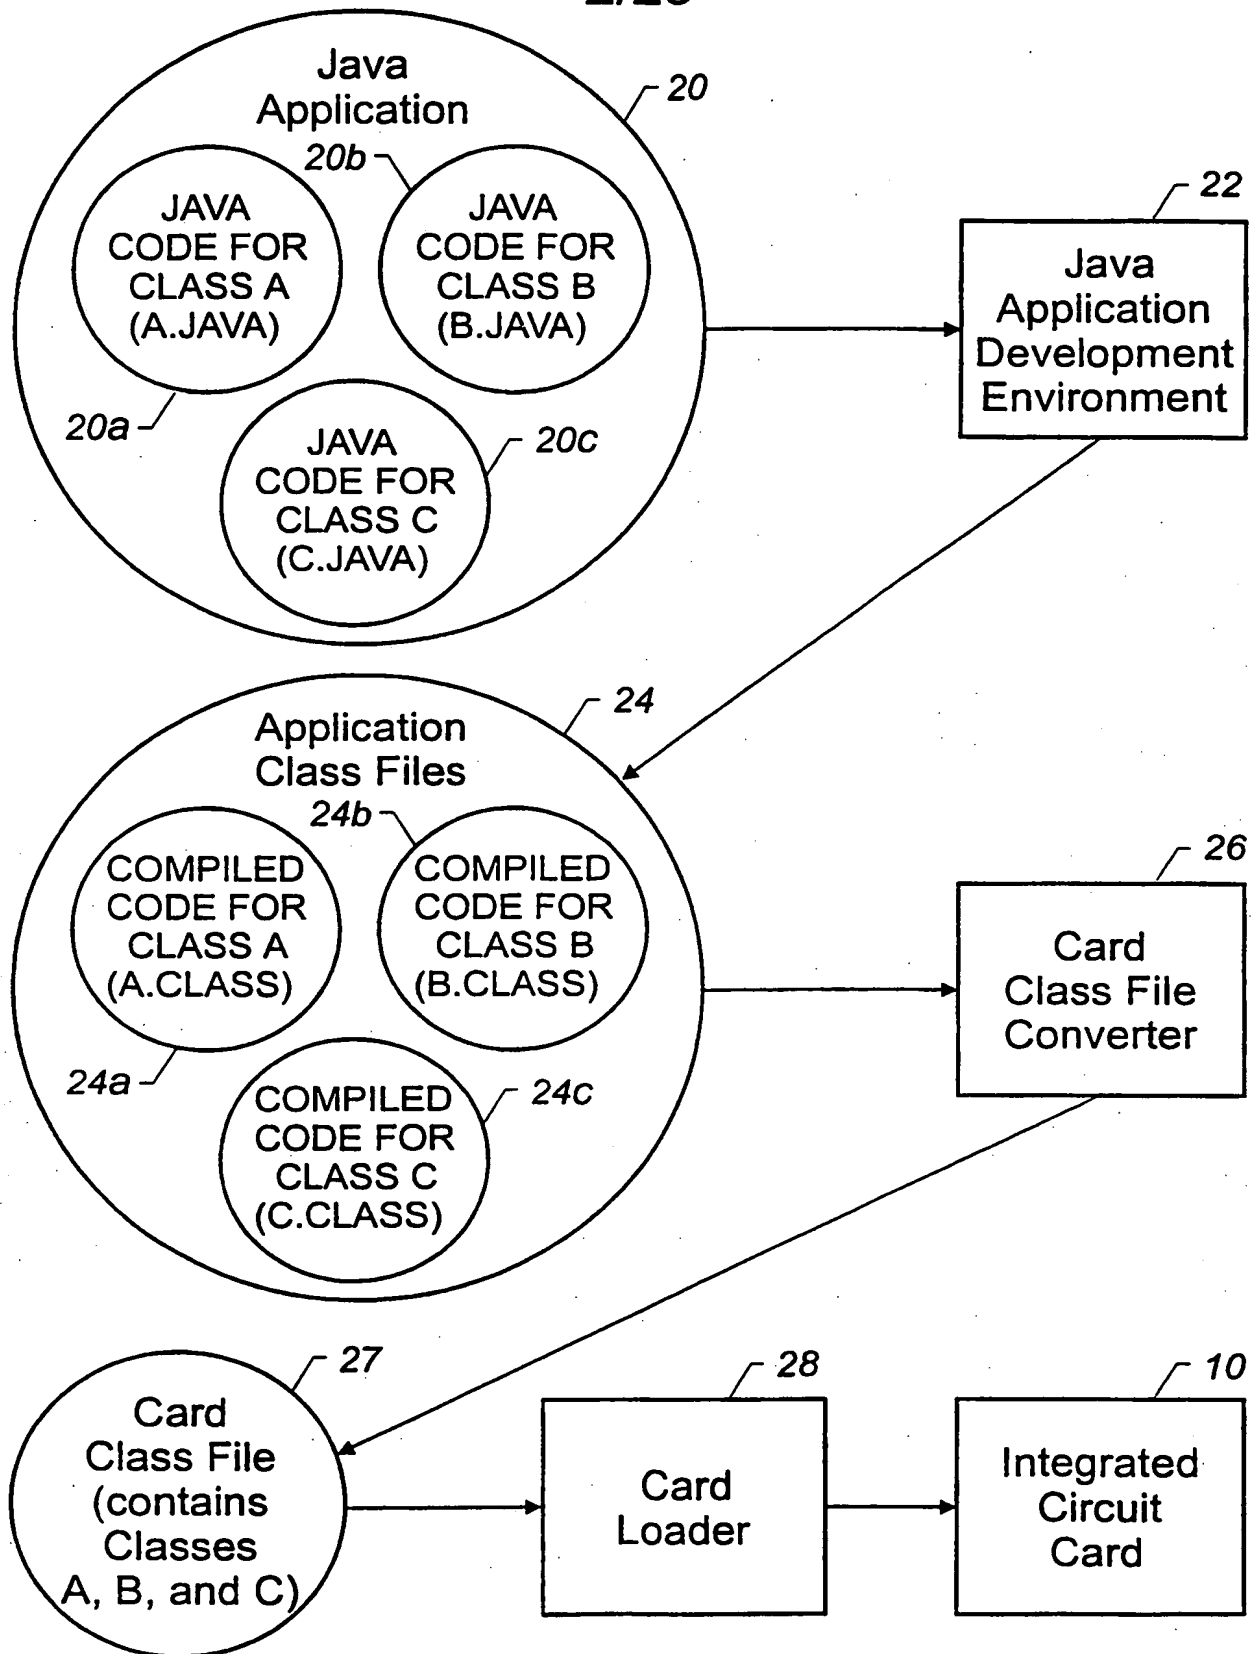 Java
Application
20
20b
JAVA
CODE FOR
CLASS A
(A.JAVA)
JAVA
CODE FOR
CLASS B
(B.JAVA)
20a
JAVA
CODE FOR
CLASS C
(C.JAVA)
20c
22
Java
Application
Development
Environment
24
Application
Class Files
24b
COMPILED
CODE FOR
CLASS A
(A.CLASS)
COMPILED
CODE FOR
CLASS B
(B.CLASS)
24a
COMPILED
CODE FOR
CLASS C
(C.CLASS)
24c
26
Card
Class File
Converter
27
Card
Class File
(contains
Classes
A, B, and C)
28
Card
Loader
10
Integrated
Circuit
Card